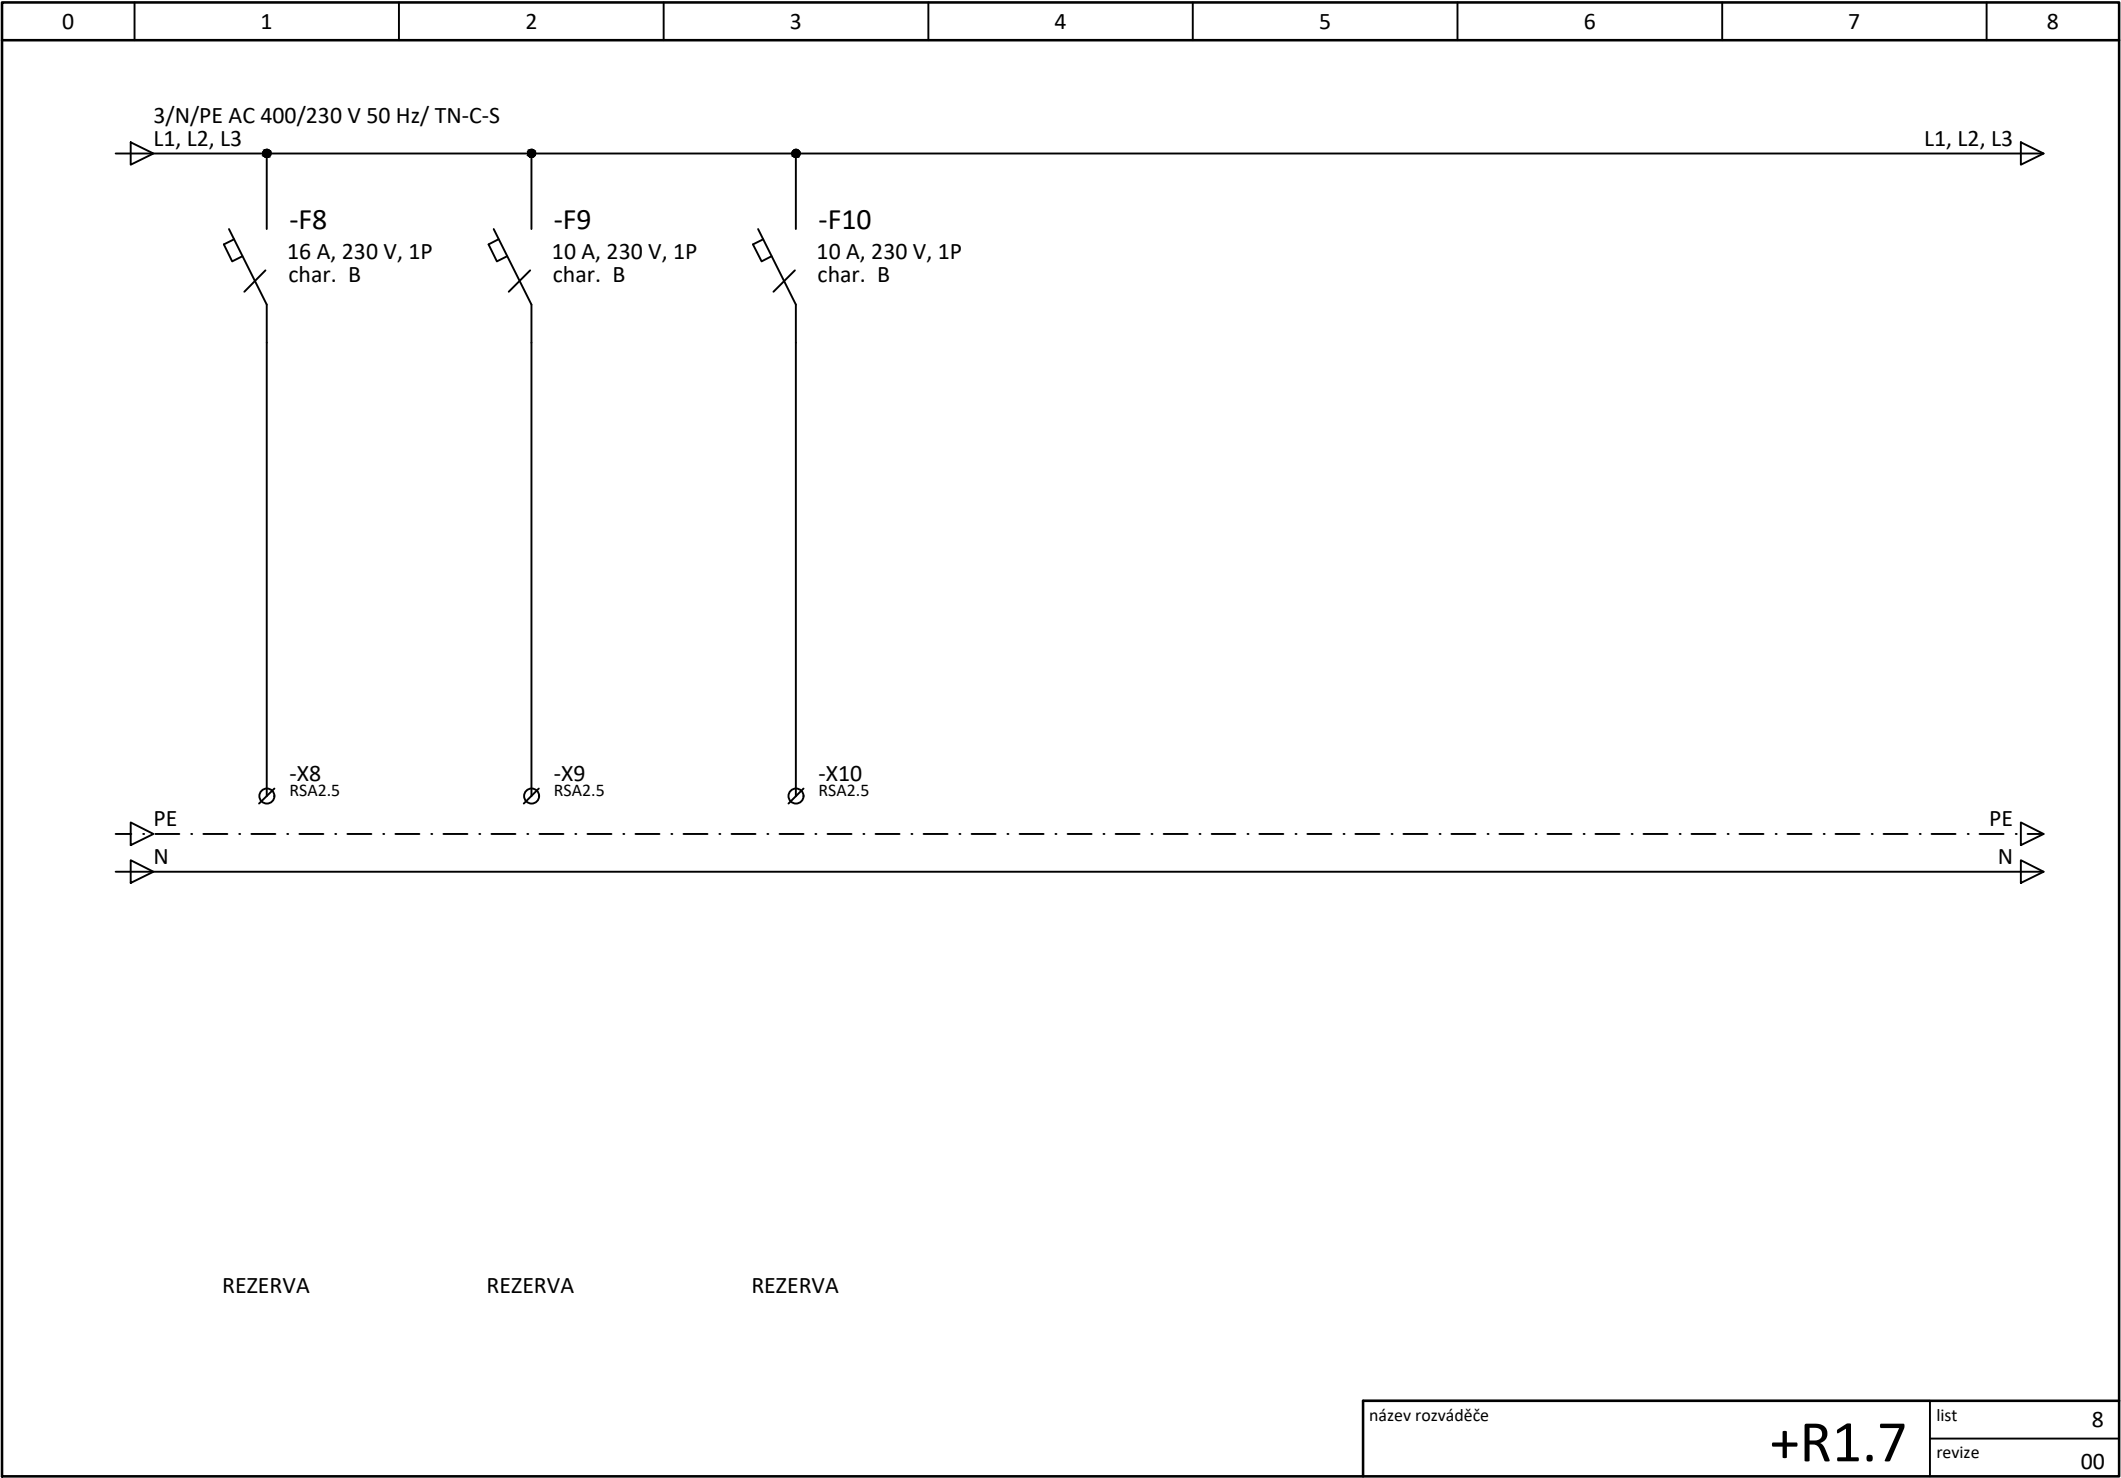 0 1 2 3 4 5 6 7 8
3/N/PE AC 400/230 V 50 Hz/ TN-C-S
L1, L2, L3
L1, L2, L3
-F8
16 A, 230 V, 1P
char. B
-F9
10 A, 230 V, 1P
char. B
-F10
10 A, 230 V, 1P
char. B
-X8
RSA2.5
-X9
RSA2.5
-X10
RSA2.5
PE
PE
N
N
REZERVA
REZERVA
REZERVA
název rozváděče
+R1.7
list 8
revize 00